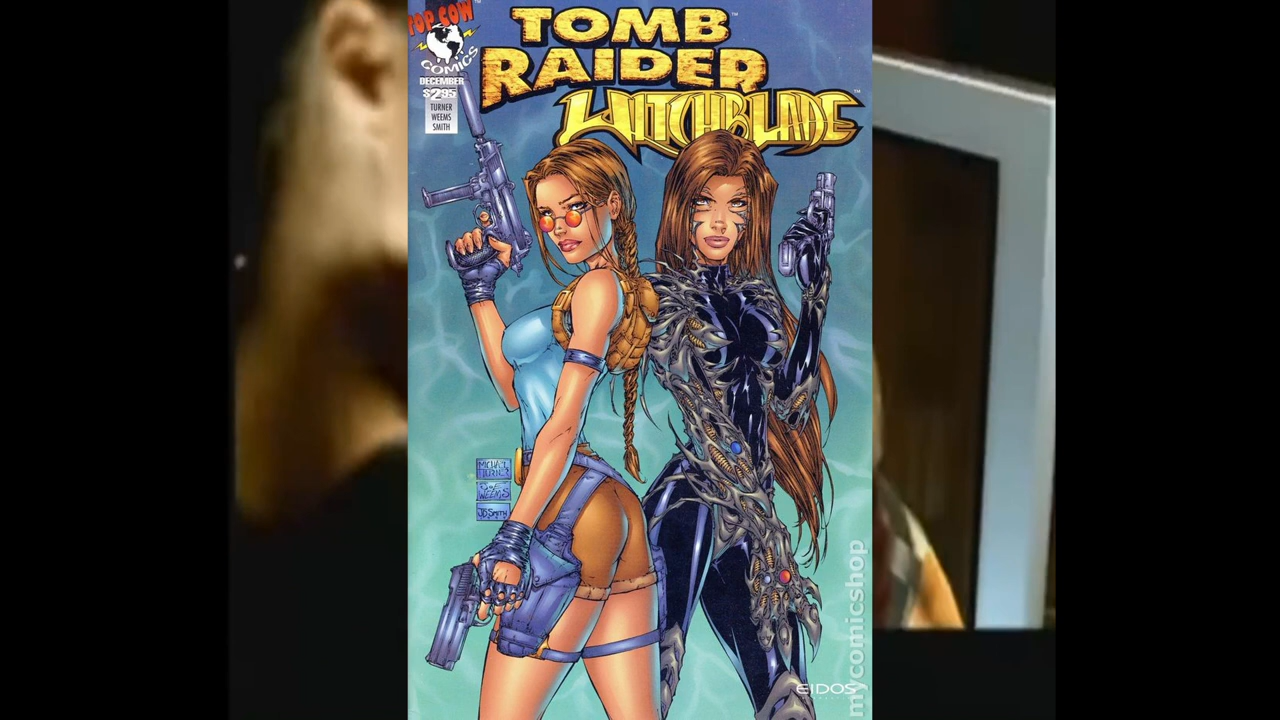 TOP COW
COMICS
DECEMBER
$2.95
TURNER
WEEMS
SMITH
TOMB
RAIDER
WITCHBLADE
MICHAEL
TURNER
WEEMS
JD SMITH
EIDOS
mycomicshop